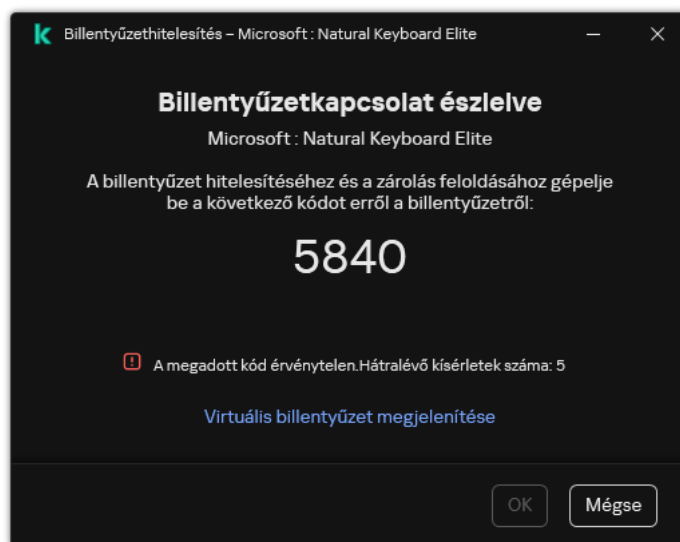 Billentyűzethitelesítés – Microsoft : Natural Keyboard Elite
Billentyűzetkapcsolat észlelve
Microsoft : Natural Keyboard Elite
A billentyűzet hitelesítéséhez és a zárolás feloldásához gépelje
be a következő kódot erről a billentyűzetről:
5840
A megadott kód érvénytelen.Hátralévő kísérletek száma: 5
Virtuális billentyűzet megjelenítése
OK Mégse